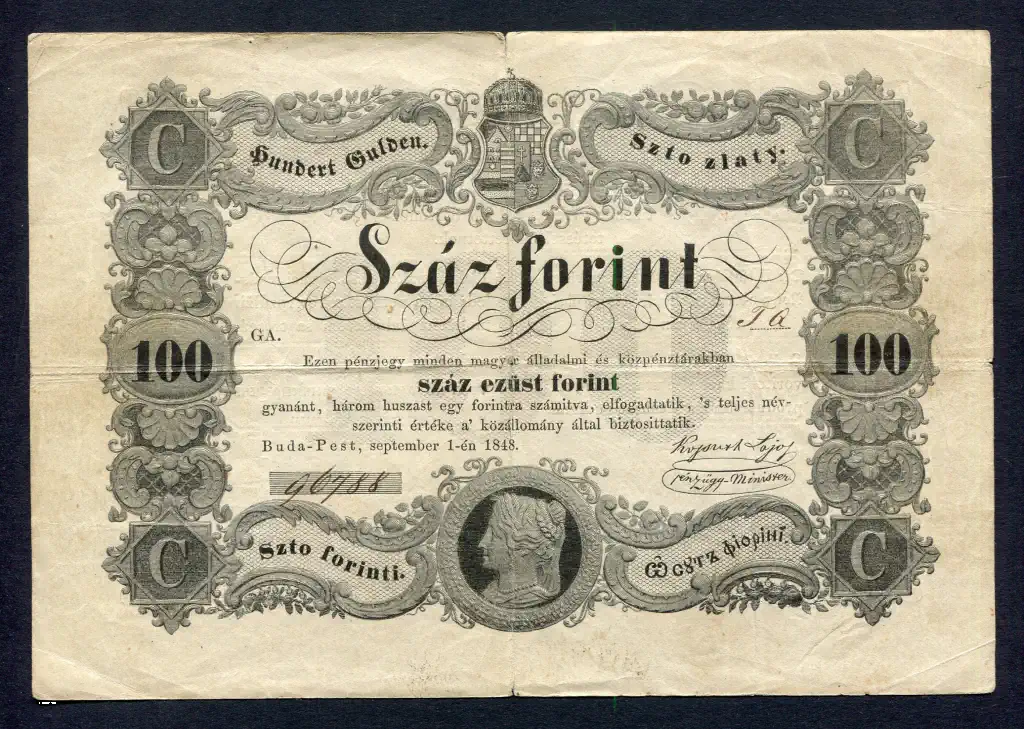 C
C
Hundert Gulden.
Szto zlaty.
Száz forint
GA.
100
100
Ezen pénzjegy minden magyar álladalmi és közpénztárakban
száz ezüst forint
gyanánt, három huszast egy forintra számitva, elfogadtatik, 's teljes név-
szerinti értéke a' közállomány által biztosittatik.
Buda-Pest, september 1-én 1848.
Kossuth Lajos
pénzügy-Minister
96788
Szto forinti.
C
C